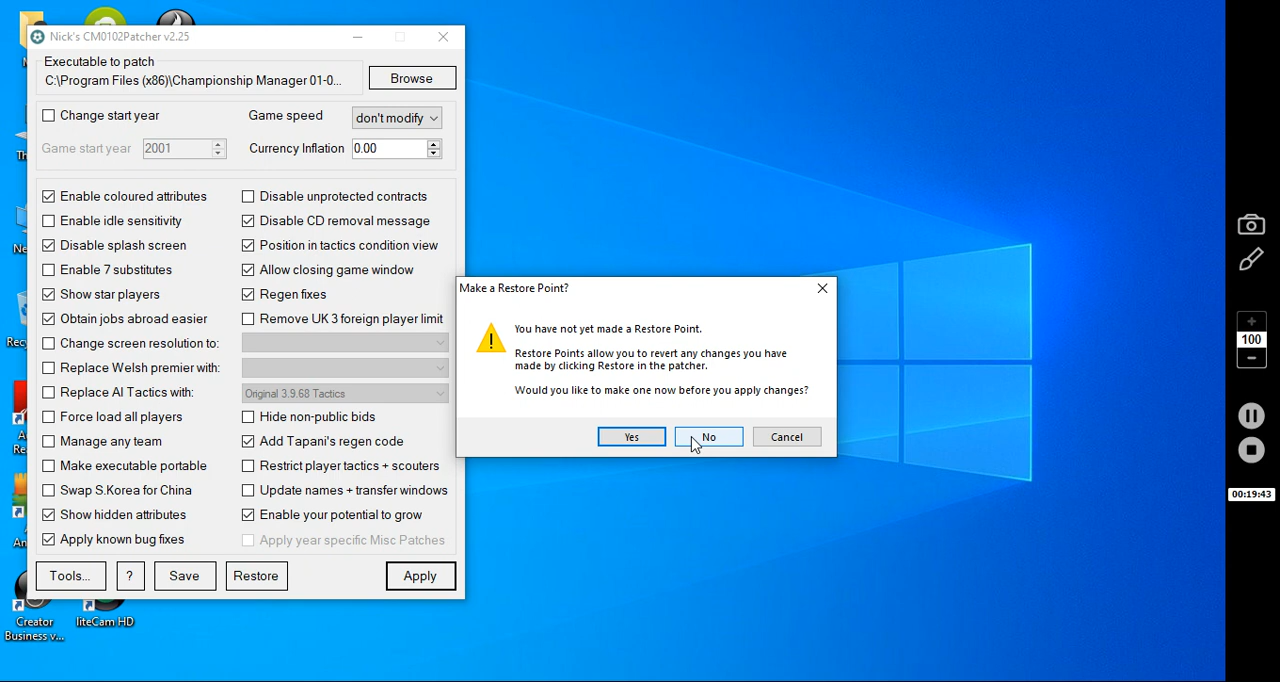 Nick's CM0102Patcher v2.25
Executable to patch
C:\Program Files (x86)\Championship Manager 01-0...
Browse
Change start year
Game speed
don't modify
Game start year
2001
Currency Inflation
0.00
Enable coloured attributes
Disable unprotected contracts
Enable idle sensitivity
Disable CD removal message
Disable splash screen
Position in tactics condition view
Enable 7 substitutes
Allow closing game window
Show star players
Regen fixes
Obtain jobs abroad easier
Remove UK 3 foreign player limit
Change screen resolution to:
Replace Welsh premier with:
Replace AI Tactics with:
Original 3.9.68 Tactics
Force load all players
Hide non-public bids
Manage any team
Add Tapani's regen code
Make executable portable
Restrict player tactics + scouters
Swap S.Korea for China
Update names + transfer windows
Show hidden attributes
Enable your potential to grow
Apply known bug fixes
Apply year specific Misc Patches
Tools...
?
Save
Restore
Apply
Make a Restore Point?
You have not yet made a Restore Point.
Restore Points allow you to revert any changes you have
made by clicking Restore in the patcher.
Would you like to make one now before you apply changes?
Yes
No
Cancel
Creator
Business v...
liteCam HD
100
00:19:43